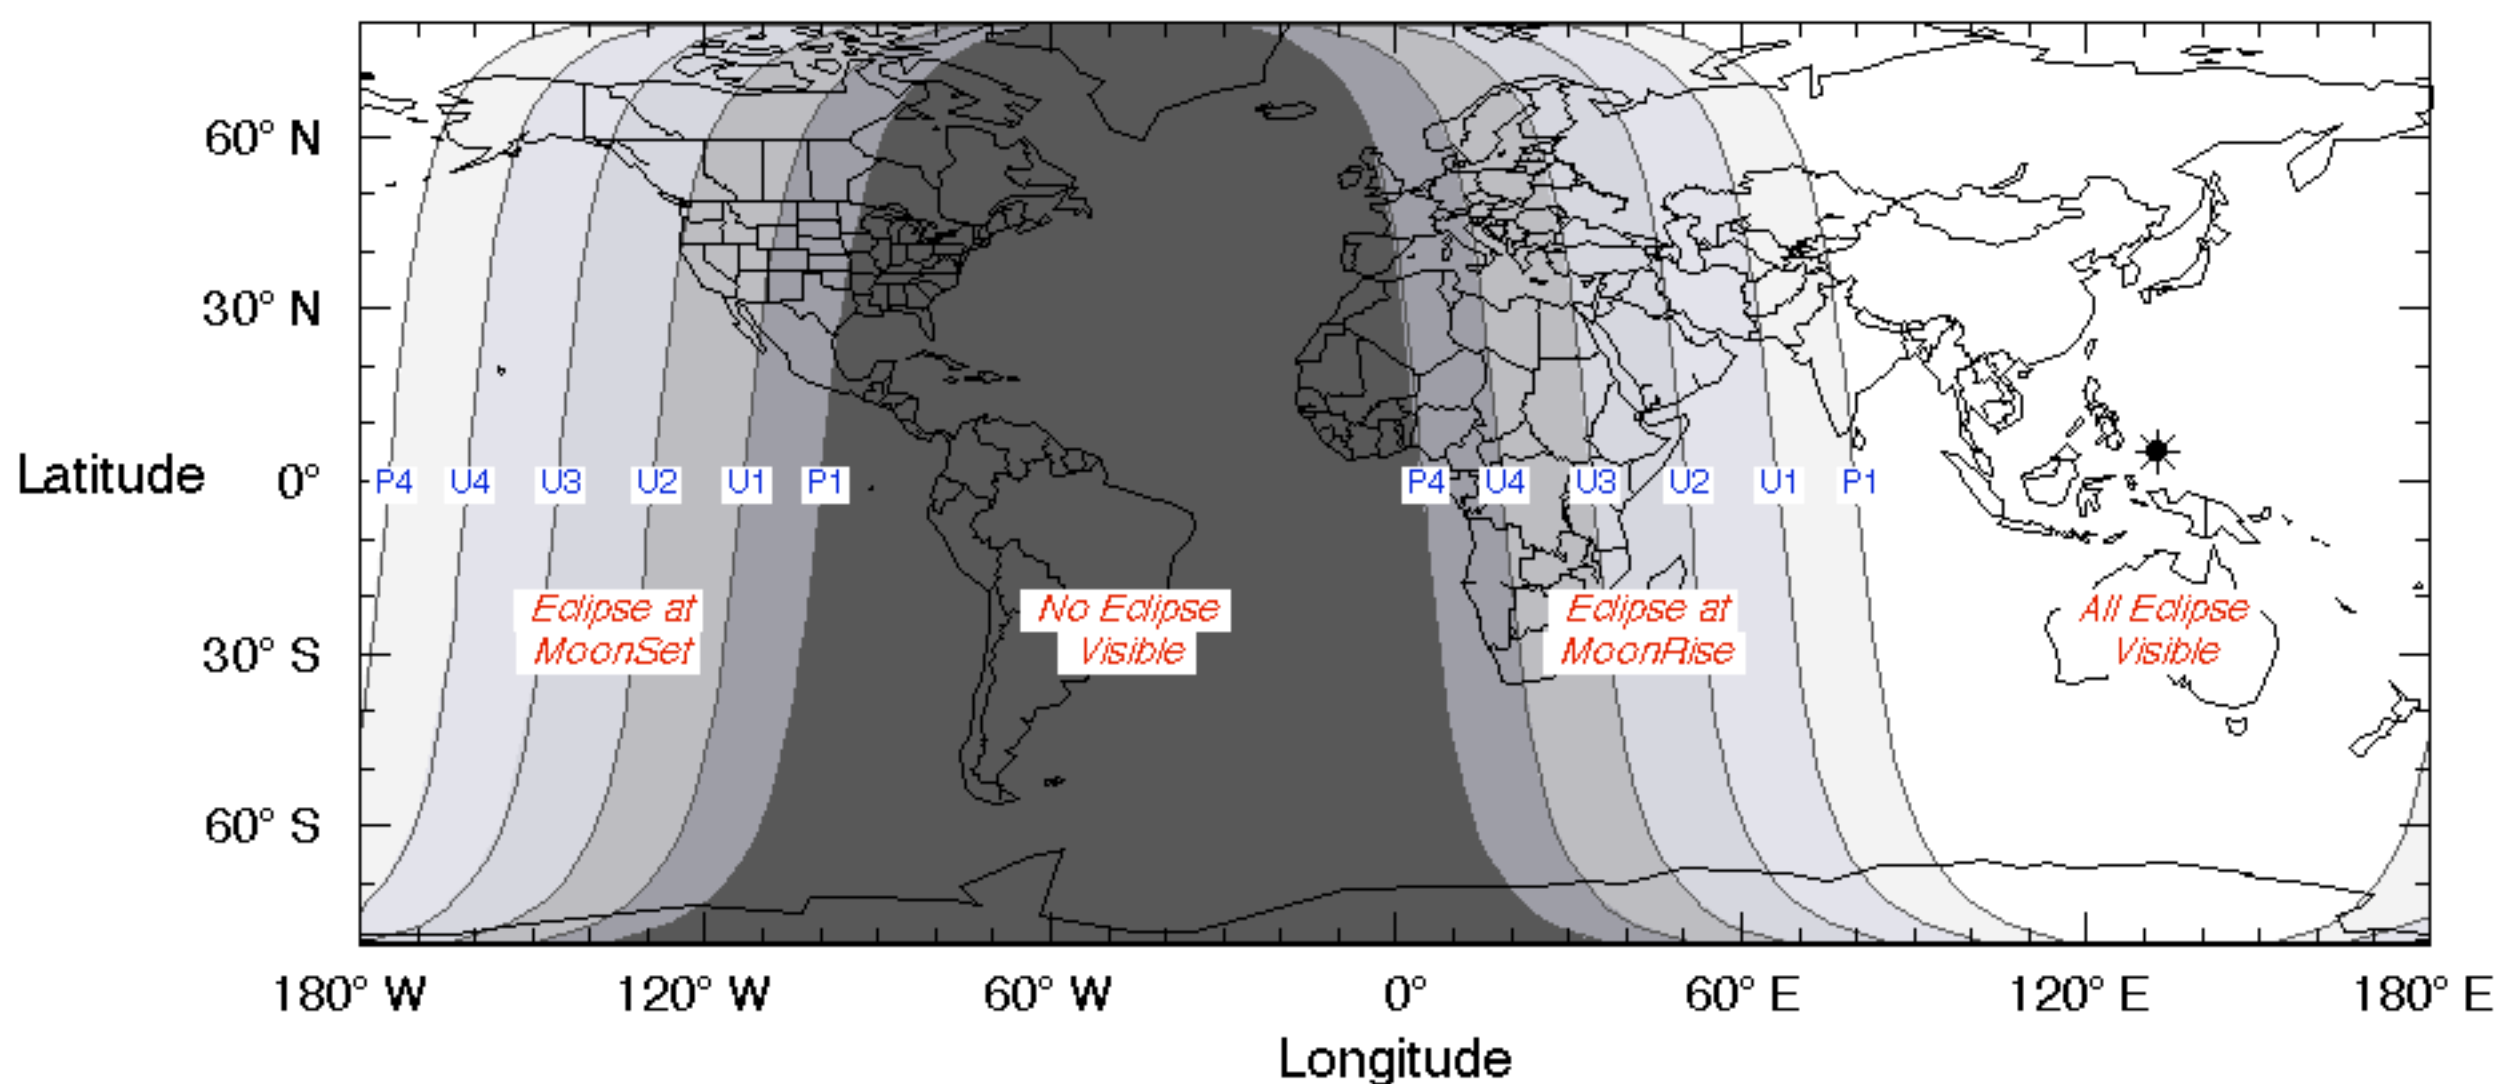 60° N
30° N
Latitude 0°
P4 U4 U3 U2 U1 P1 P4 U4 U3 U2 U1 P1
Eclipse at
MoonSet
No Eclipse
Visible
Eclipse at
MoonRise
All Eclipse
Visible
30° S
60° S
180° W 120° W 60° W 0° 60° E 120° E 180° E
Longitude